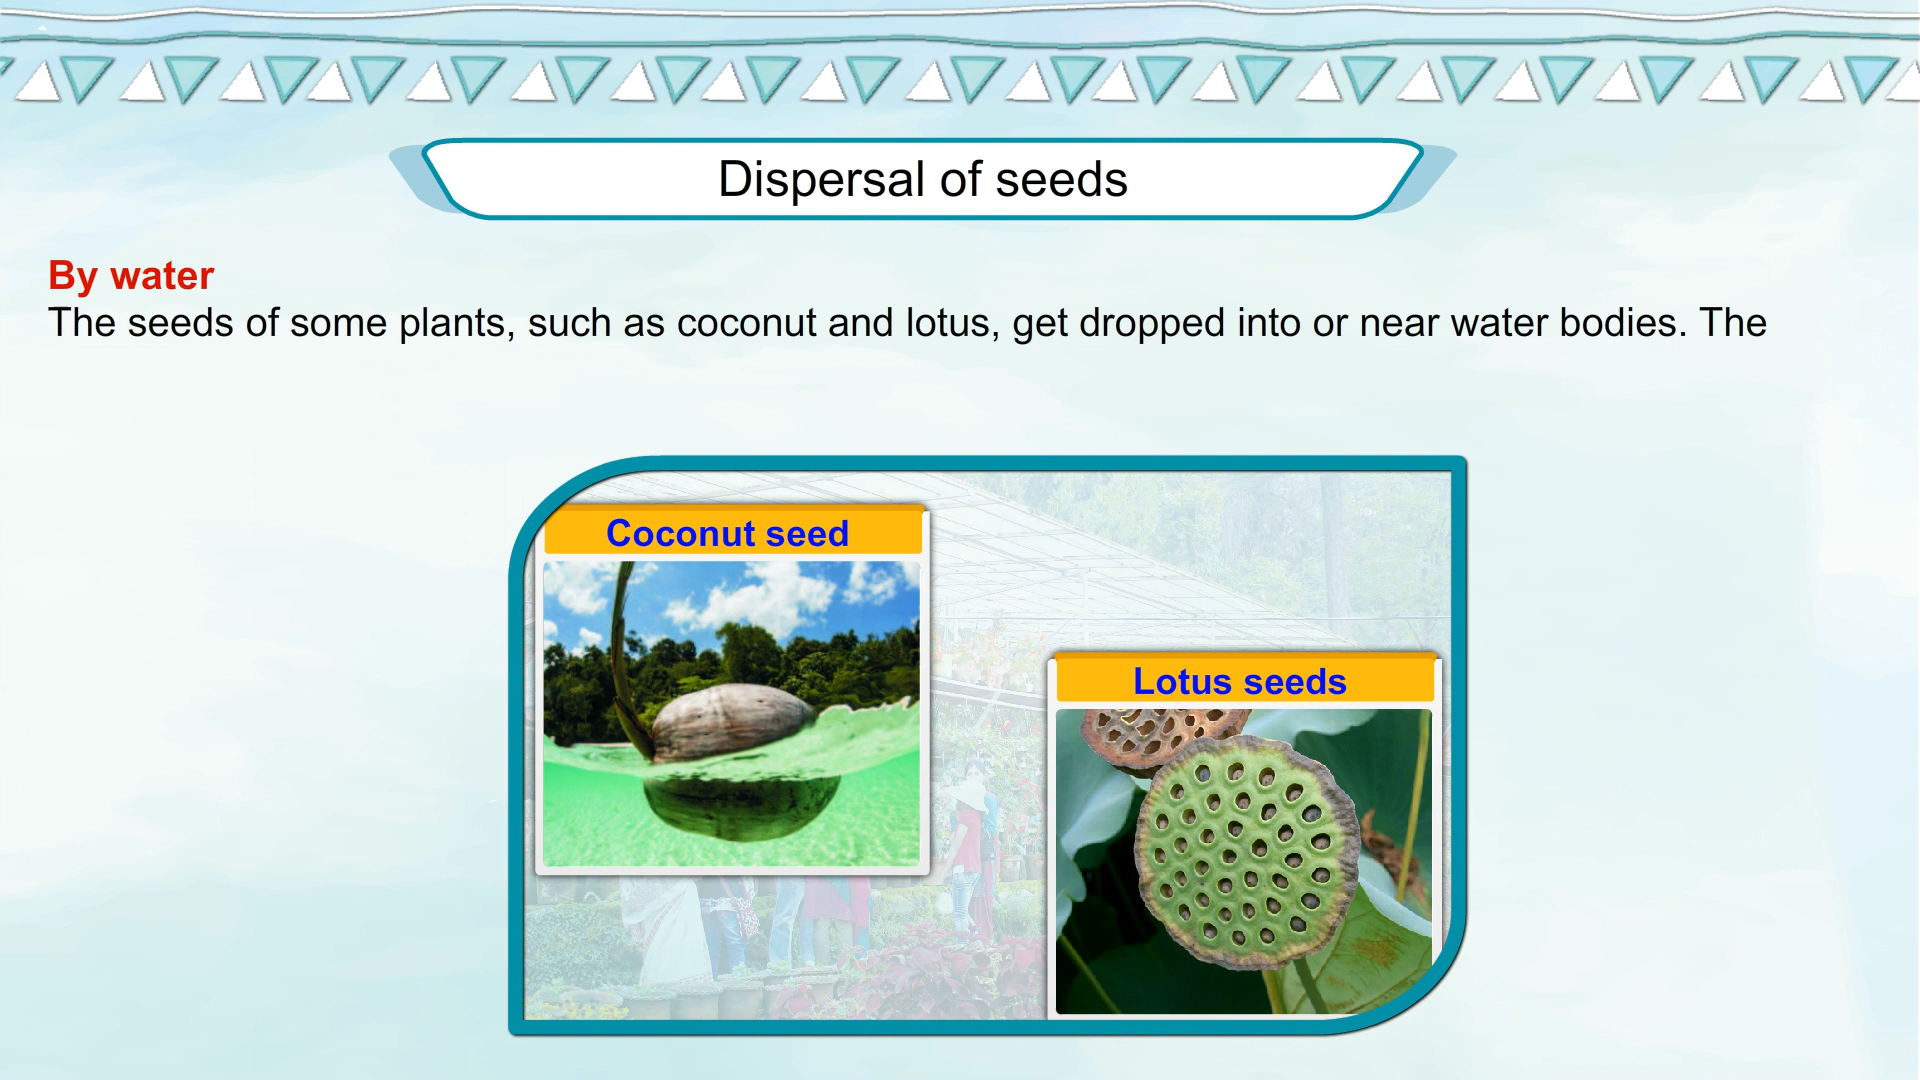 Dispersal of seeds
By water
The seeds of some plants, such as coconut and lotus, get dropped into or near water bodies. The
Coconut seed
Lotus seeds